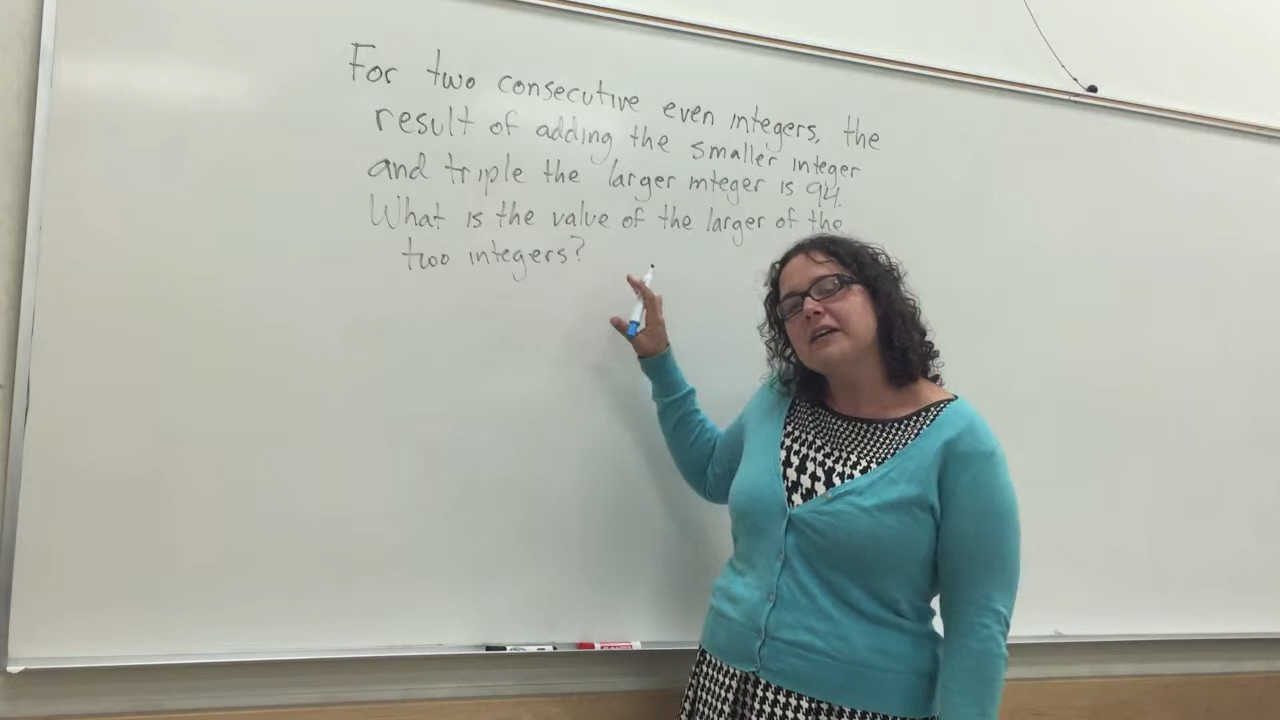 For two consecutive even integers, the
result of adding the smaller integer
and triple the larger integer is 94.
What is the value of the larger of the
two integers?